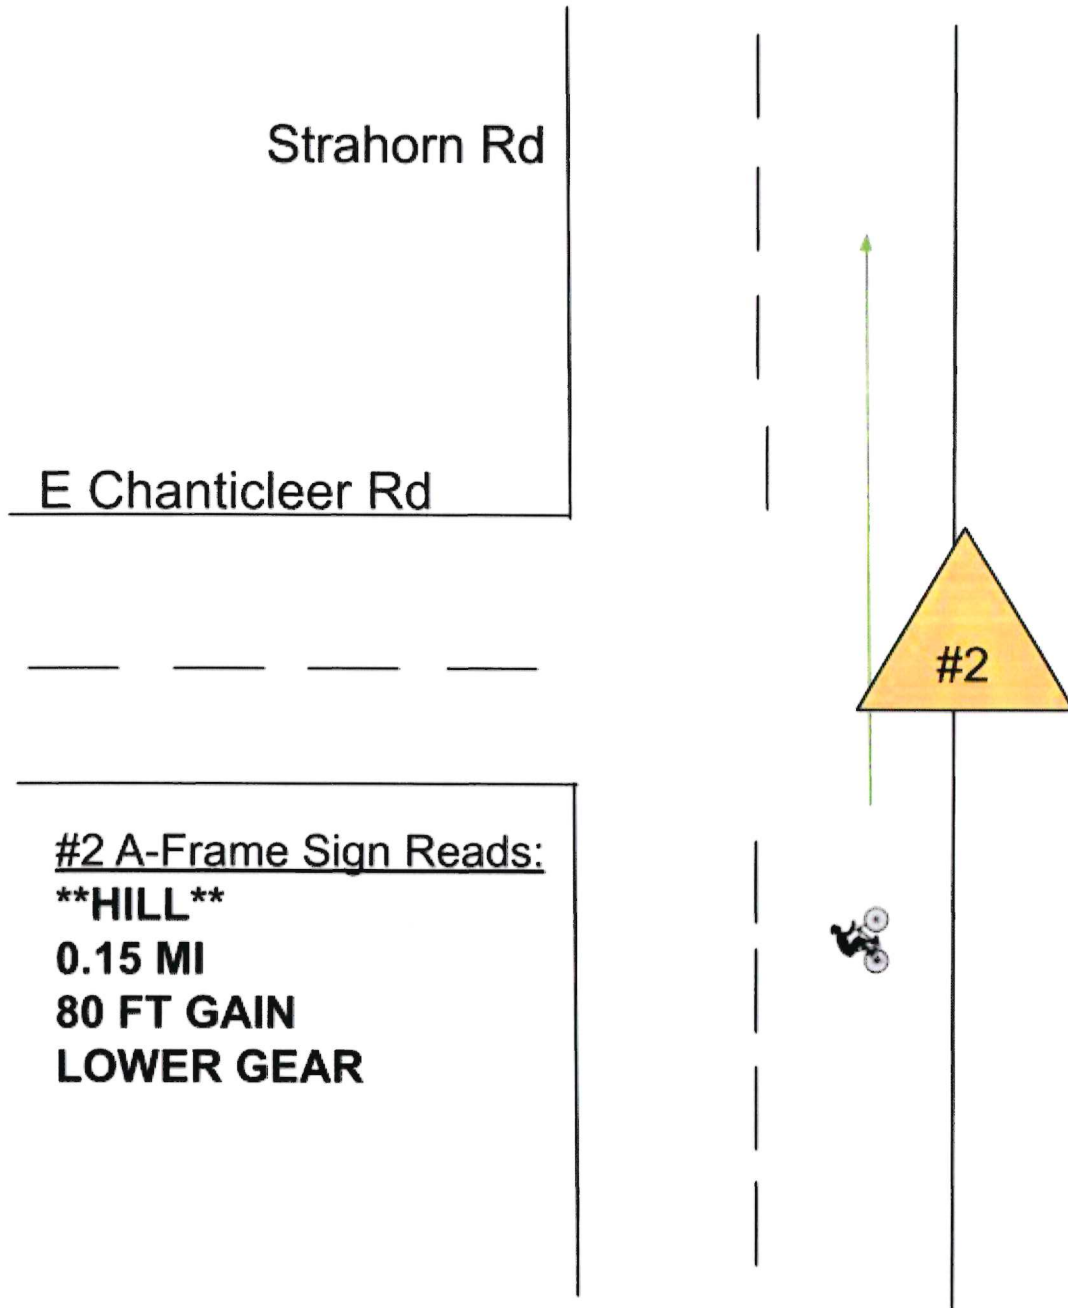 Strahorn Rd
E Chanticleer Rd
#2
#2 A-Frame Sign Reads:
**HILL**
0.15 MI
80 FT GAIN
LOWER GEAR